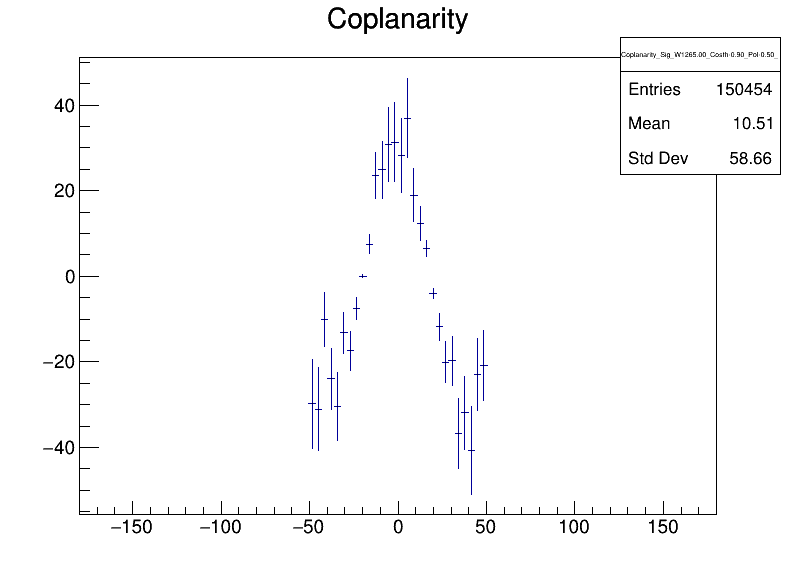 Coplanarity
Coplanarity_Sig_W1265.00_Costh-0.90_Pol-0.50_
Entries 150454
Mean 10.51
Std Dev 58.66
40
20
0
−20
−40
−150 −100 −50 0 50 100 150